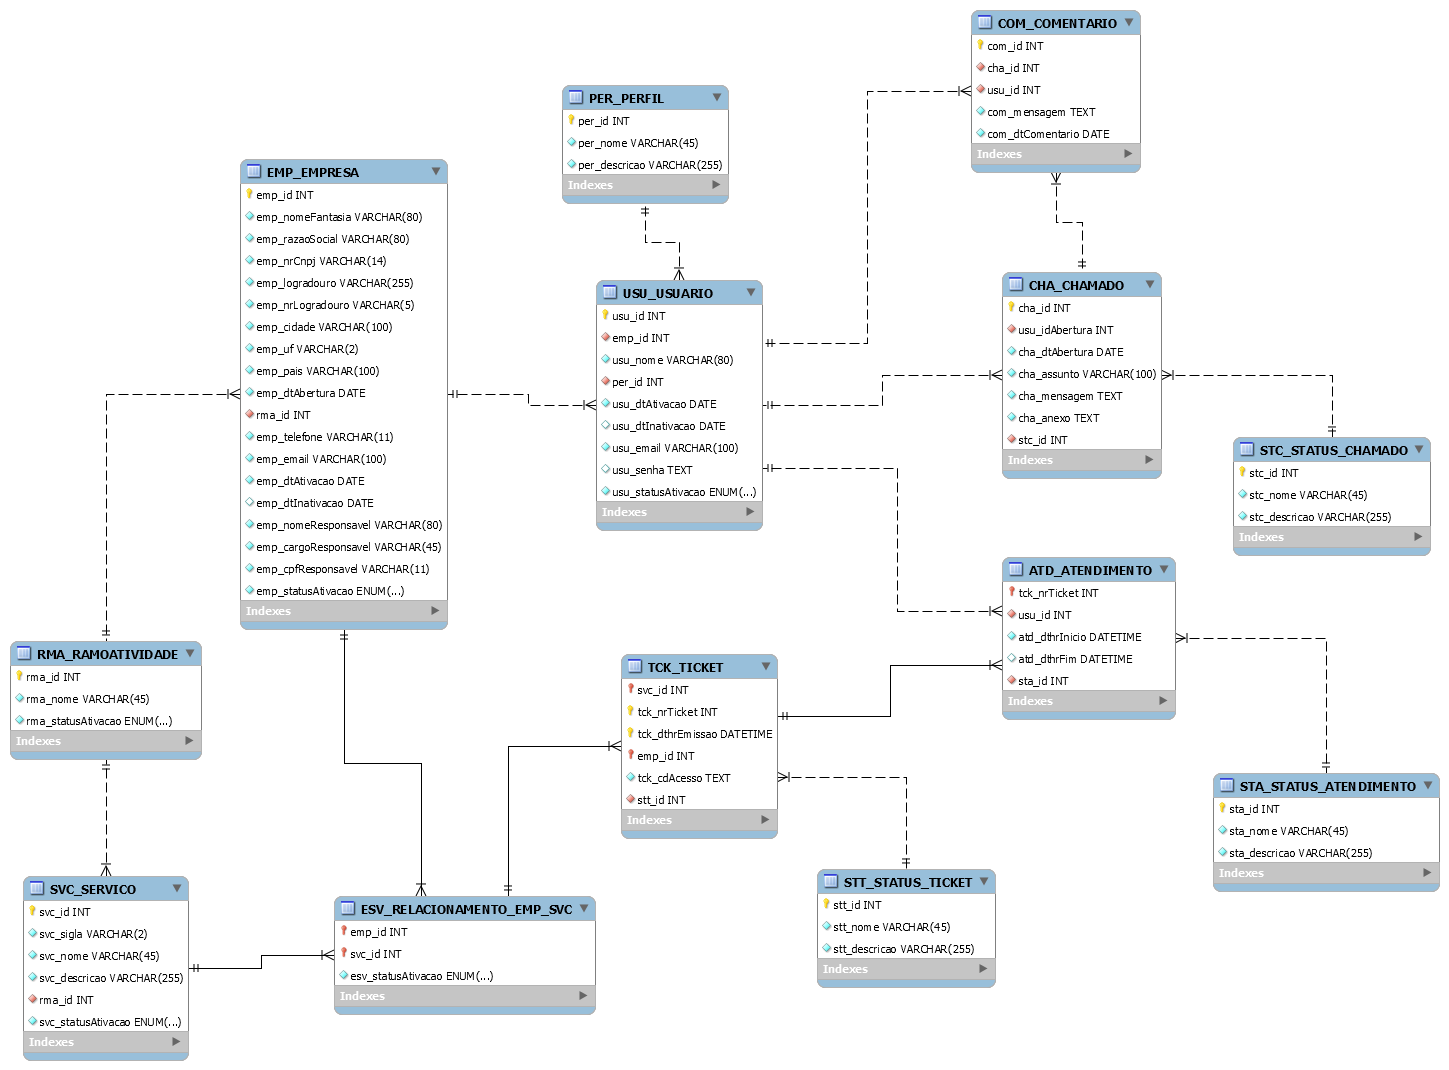 COM_COMENTARIO
com_id INT
cha_id INT
usu_id INT
com_mensagem TEXT
com_dtComentario DATE
Indexes
PER_PERFIL
per_id INT
per_nome VARCHAR(45)
per_descricao VARCHAR(255)
Indexes
EMP_EMPRESA
emp_id INT
emp_nomeFantasia VARCHAR(80)
emp_razaoSocial VARCHAR(80)
emp_nrCnpj VARCHAR(14)
emp_logradouro VARCHAR(255)
emp_nrLogradouro VARCHAR(5)
emp_cidade VARCHAR(100)
emp_uf VARCHAR(2)
emp_pais VARCHAR(100)
emp_dtAbertura DATE
rma_id INT
emp_telefone VARCHAR(11)
emp_email VARCHAR(100)
emp_dtAtivacao DATE
emp_dtInativacao DATE
emp_nomeResponsavel VARCHAR(80)
emp_cargoResponsavel VARCHAR(45)
emp_cpfResponsavel VARCHAR(11)
emp_statusAtivacao ENUM(...)
Indexes
USU_USUARIO
usu_id INT
emp_id INT
usu_nome VARCHAR(80)
per_id INT
usu_dtAtivacao DATE
usu_dtInativacao DATE
usu_email VARCHAR(100)
usu_senha TEXT
usu_statusAtivacao ENUM(...)
Indexes
CHA_CHAMADO
cha_id INT
usu_idAbertura INT
cha_dtAbertura DATE
cha_assunto VARCHAR(100)
cha_mensagem TEXT
cha_anexo TEXT
stc_id INT
Indexes
STC_STATUS_CHAMADO
stc_id INT
stc_nome VARCHAR(45)
stc_descricao VARCHAR(255)
Indexes
ATD_ATENDIMENTO
tck_nrTicket INT
usu_id INT
atd_dthrInicio DATETIME
atd_dthrFim DATETIME
sta_id INT
Indexes
RMA_RAMOATIVIDADE
rma_id INT
rma_nome VARCHAR(45)
rma_statusAtivacao ENUM(...)
Indexes
TCK_TICKET
svc_id INT
tck_nrTicket INT
tck_dthrEmissao DATETIME
emp_id INT
tck_cdAcesso TEXT
stt_id INT
Indexes
STA_STATUS_ATENDIMENTO
sta_id INT
sta_nome VARCHAR(45)
sta_descricao VARCHAR(255)
Indexes
SVC_SERVICO
svc_id INT
svc_sigla VARCHAR(2)
svc_nome VARCHAR(45)
svc_descricao VARCHAR(255)
rma_id INT
svc_statusAtivacao ENUM(...)
Indexes
ESV_RELACIONAMENTO_EMP_SVC
emp_id INT
svc_id INT
esv_statusAtivacao ENUM(...)
Indexes
STT_STATUS_TICKET
stt_id INT
stt_nome VARCHAR(45)
stt_descricao VARCHAR(255)
Indexes